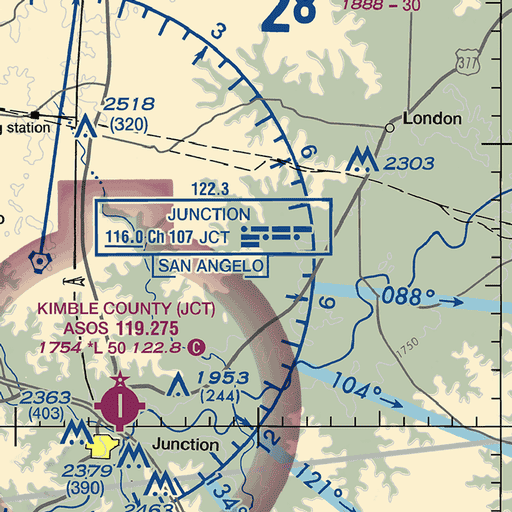 1888 – 30
28
3
377
2518
(320)
London
g station
6
2303
122.3
JUNCTION
116.0 Ch 107 JCT
SAN ANGELO
088°
9
KIMBLE COUNTY (JCT)
ASOS 119.275
1754 *L 50 122.8 C
1750
104°
1953
(244)
2363
(403)
12
Junction
2379
(390)
121°
134°
2463